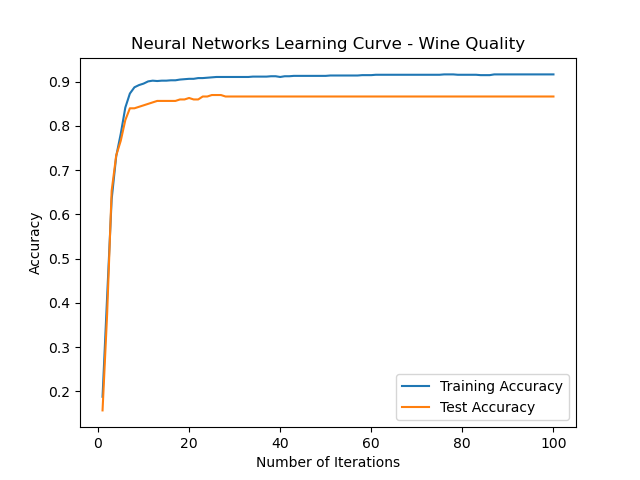 Neural Networks Learning Curve - Wine Quality
Accuracy
0.9
0.8
0.7
0.6
0.5
0.4
0.3
0.2
Training Accuracy
Test Accuracy
0 20 40 60 80 100
Number of Iterations